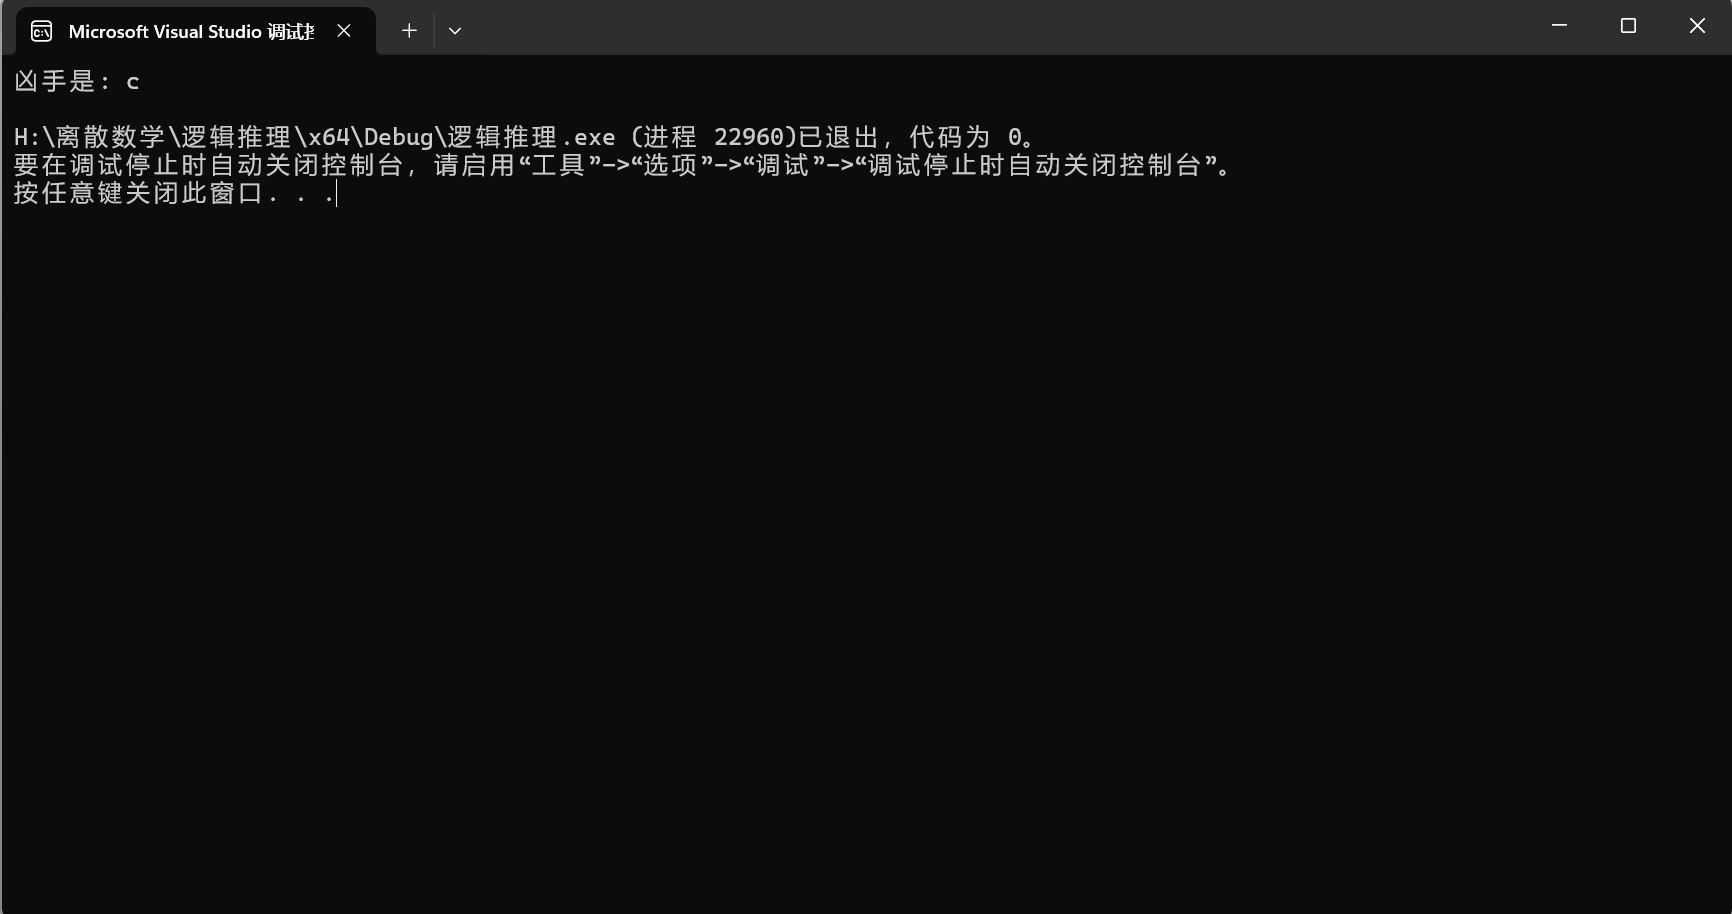 Microsoft Visual Studio 调试
凶手是: c
H:\离散数学\逻辑推理\x64\Debug\逻辑推理.exe (进程 22960)已退出，代码为 0。
要在调试停止时自动关闭控制台，请启用“工具”->“选项”->“调试”->“调试停止时自动关闭控制台”。
按任意键关闭此窗口. . .